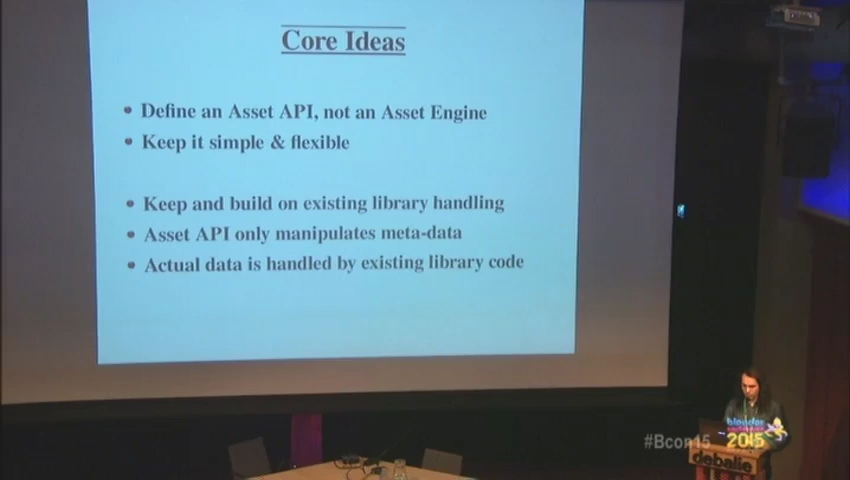 Core Ideas
Define an Asset API, not an Asset Engine
Keep it simple & flexible
Keep and build on existing library handling
Asset API only manipulates meta-data
Actual data is handled by existing library code
#Bcon15
blender
2015
debalie